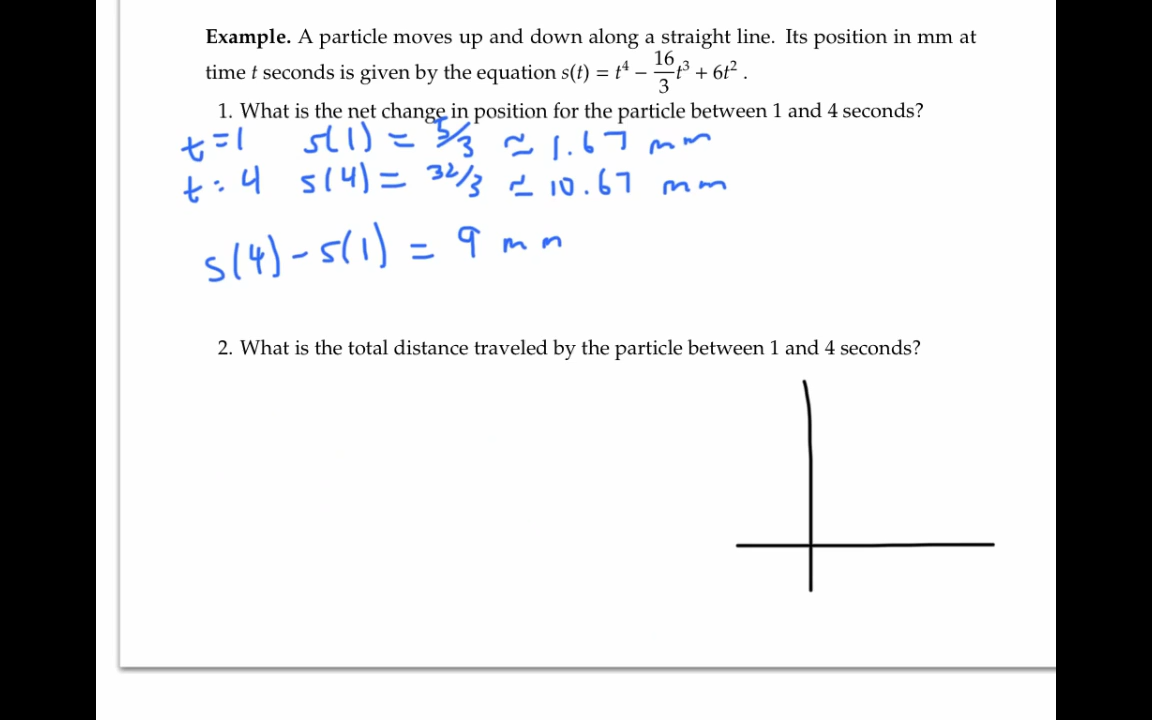 Example. A particle moves up and down along a straight line. Its position in mm at
time t seconds is given by the equation s(t) = t⁴ − 16/3 t³ + 6t² .
1. What is the net change in position for the particle between 1 and 4 seconds?
t=1 s(1) = 5/3 ≈ 1.67 mm
t=4 s(4) = 32/3 ≈ 10.67 mm
s(4) - s(1) = 9 mm
2. What is the total distance traveled by the particle between 1 and 4 seconds?